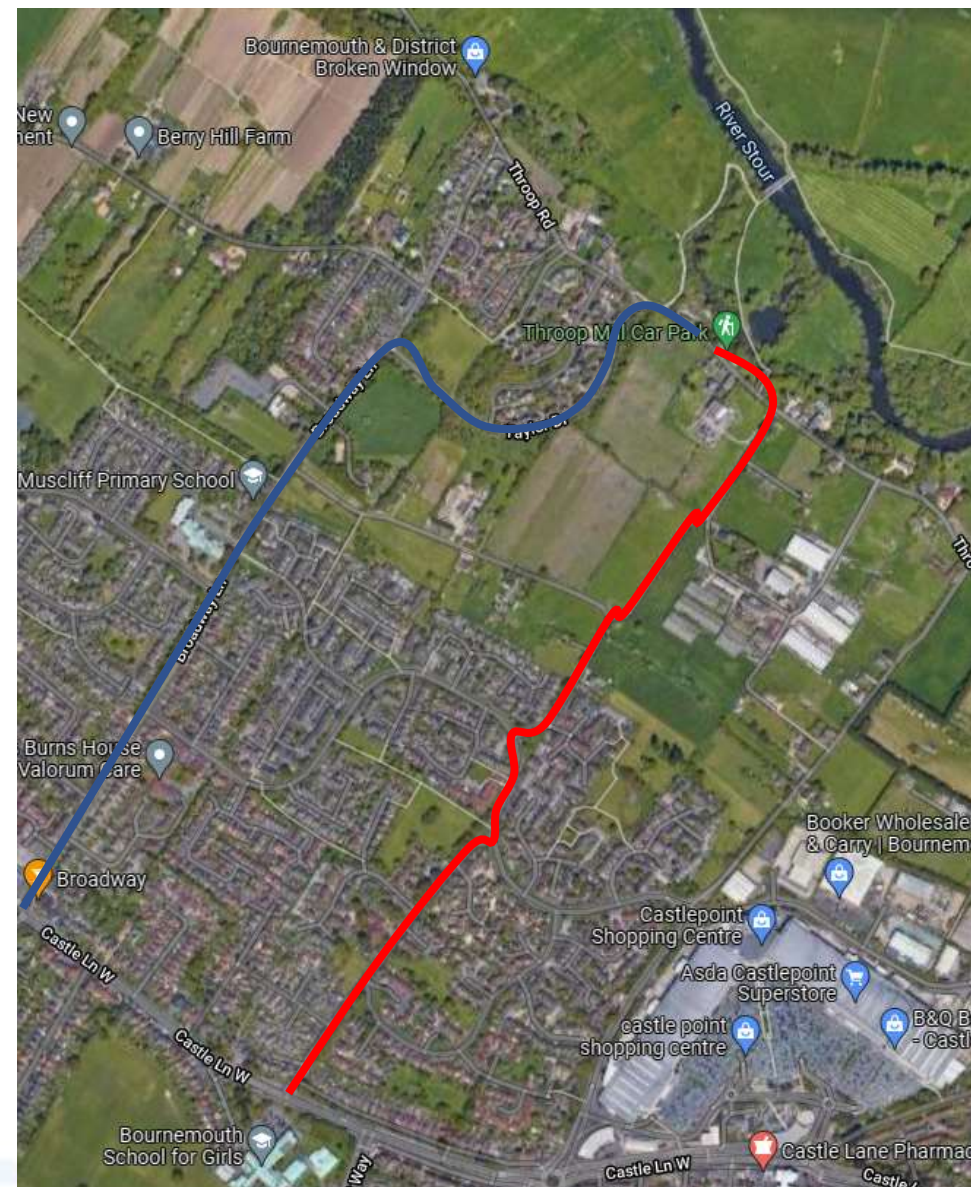 Bournemouth & District
Broken Window
New
Berry Hill Farm
River Stour
Throop Rd
Throop Mill Car Park
Broadway Ln
Taylor Dr
Muscliff Primary School
Broadway Ln
Burns House
Valorum Care
Booker Wholesale
& Carry | Bournem
Broadway
Castlepoint
Shopping Centre
Castle Ln W
Asda Castlepoint
Superstore
castle point
shopping centre
B&Q B
- Castl
Castle Ln W
Bournemouth
School for Girls
Way
Castle Ln W
Castle Lane Pharmac
Castle